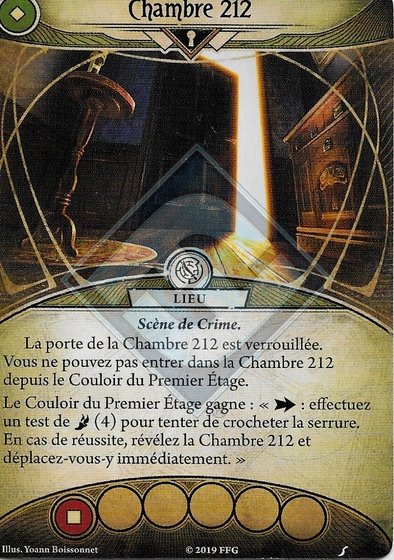 Chambre 212
LIEU
Scène de Crime.
La porte de la Chambre 212 est verrouillée.
Vous ne pouvez pas entrer dans la Chambre 212
depuis le Couloir du Premier Étage.
Le Couloir du Premier Étage gagne : « : effectuez
un test de (4) pour tenter de crocheter la serrure.
En cas de réussite, révélez la Chambre 212 et
déplacez-vous-y immédiatement. »
Illus. Yoann Boissonnet
© 2019 FFG